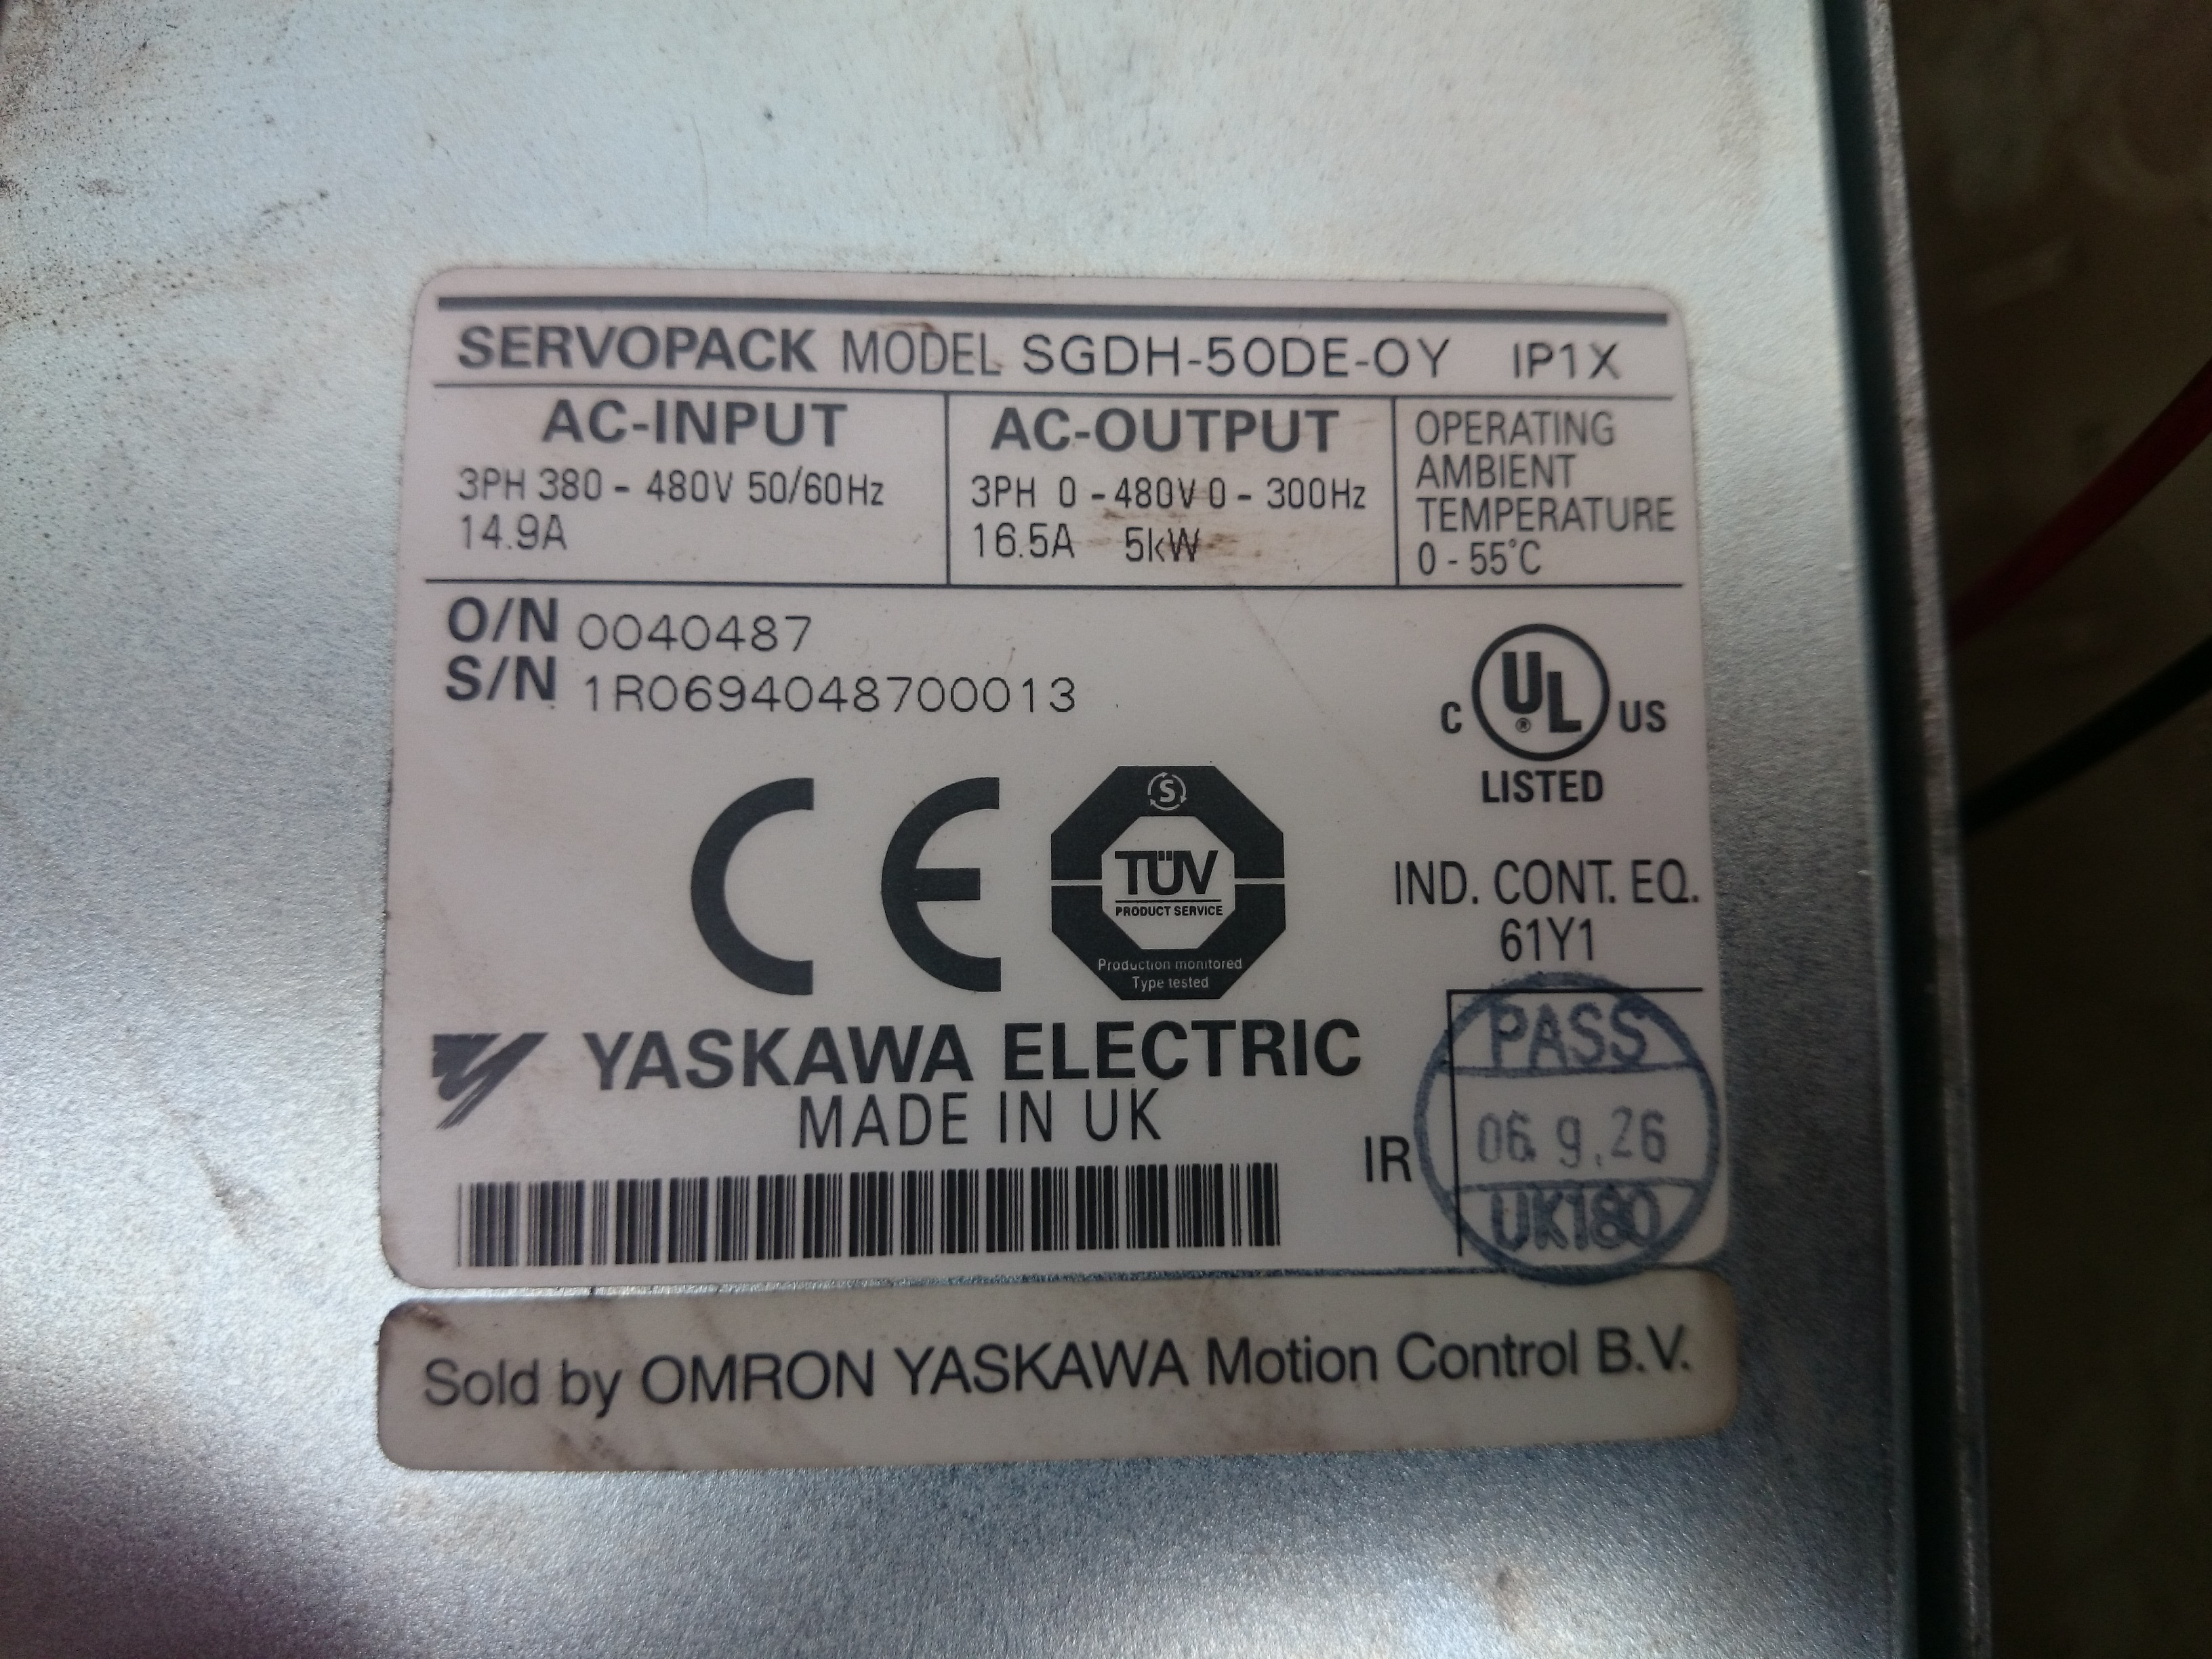 SERVOPACK MODEL SGDH-50DE-OY IP1X
AC-INPUT
3PH 380 - 480V 50/60Hz
14.9A
AC-OUTPUT
3PH 0 - 480V 0 - 300Hz
16.5A 5kW
OPERATING
AMBIENT
TEMPERATURE
0 - 55°C
O/N 0040487
S/N 1R0694048700013
C UL ® US
LISTED
IND. CONT. EQ.
61Y1
CE
S
TÜV
PRODUCT SERVICE
Production monitored
Type tested
YASKAWA ELECTRIC
MADE IN UK
IR
PASS
06.9.26
UK180
Sold by OMRON YASKAWA Motion Control B.V.